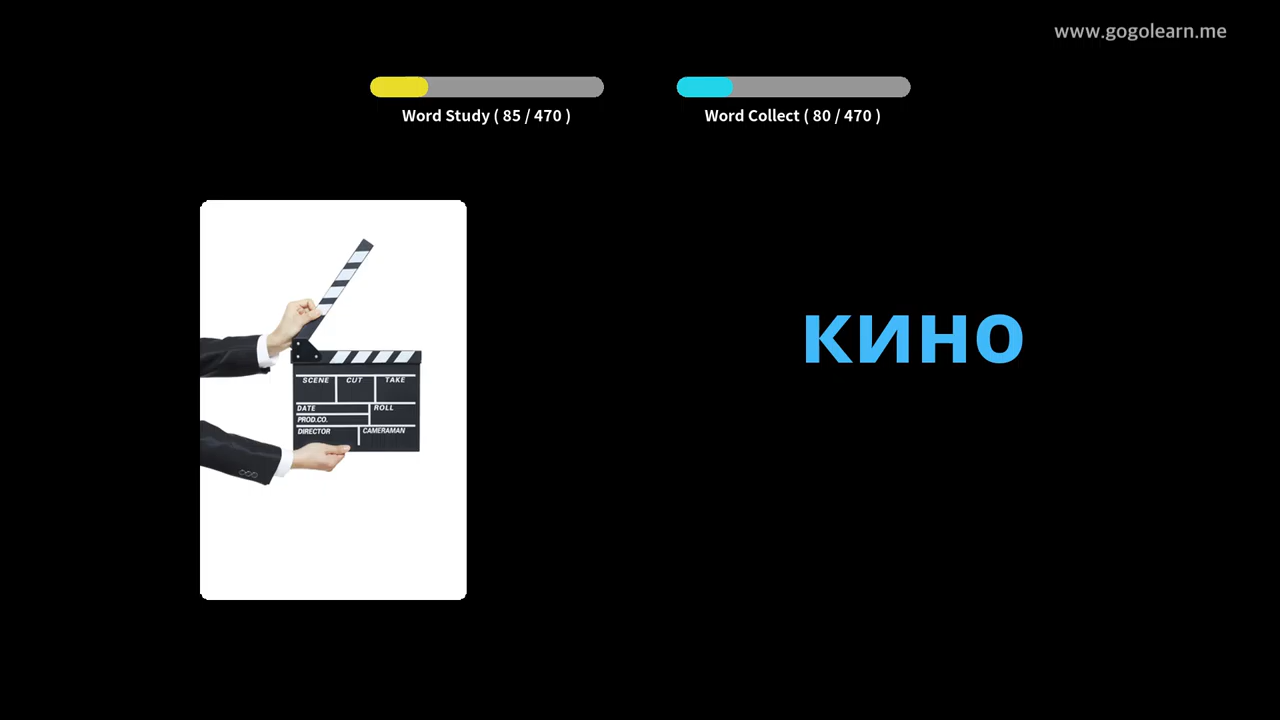 www.gogolearn.me
Word Study ( 85 / 470 )
Word Collect ( 80 / 470 )
SCENE CUT TAKE
DATE ROLL
PROD.CO.
DIRECTOR CAMERAMAN
кино